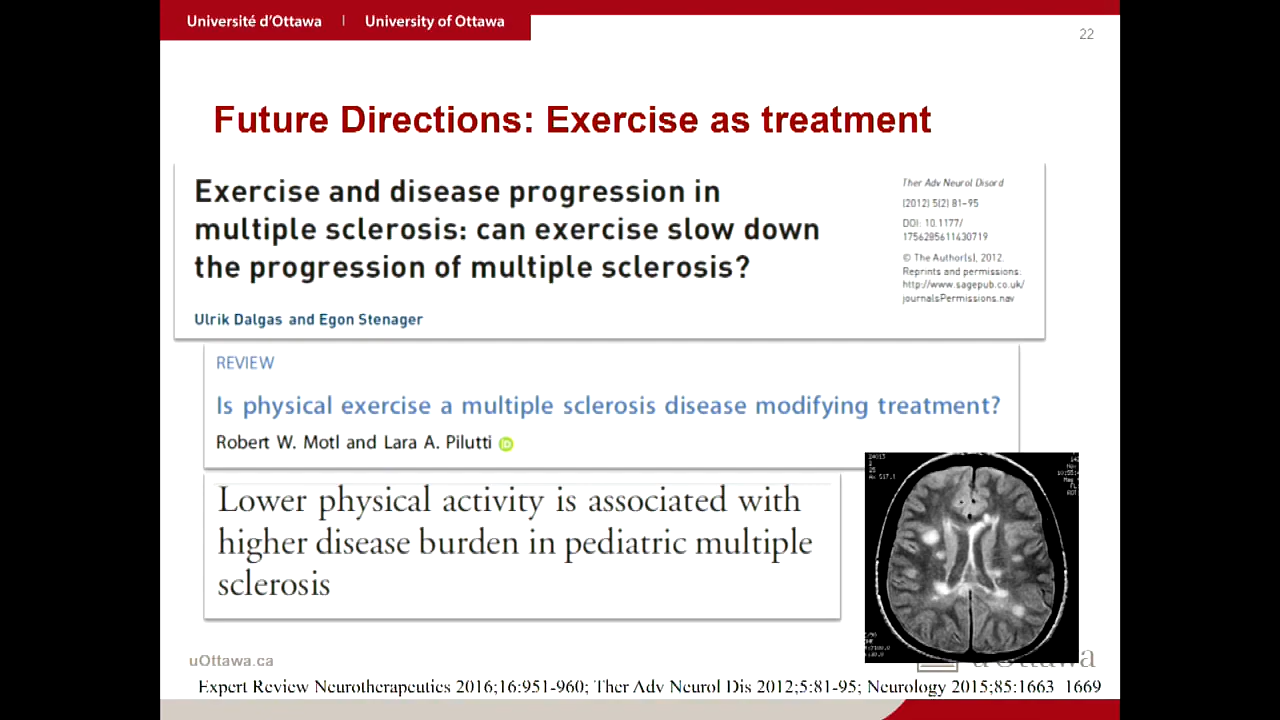 Université d'Ottawa | University of Ottawa
22
Future Directions: Exercise as treatment
Exercise and disease progression in
multiple sclerosis: can exercise slow down
the progression of multiple sclerosis?
Ulrik Dalgas and Egon Stenager
Ther Adv Neurol Disord
(2012) 5(2) 81–95
DOI: 10.1177/
1756285611430719
© The Author(s), 2012.
Reprints and permissions:
http://www.sagepub.co.uk/
journalsPermissions.nav
REVIEW
Is physical exercise a multiple sclerosis disease modifying treatment?
Robert W. Motl and Lara A. Pilutti iD
Lower physical activity is associated with
higher disease burden in pediatric multiple
sclerosis
uOttawa.ca
uOttawa
Expert Review Neurotherapeutics 2016;16:951-960; Ther Adv Neurol Dis 2012;5:81-95; Neurology 2015;85:1663 1669